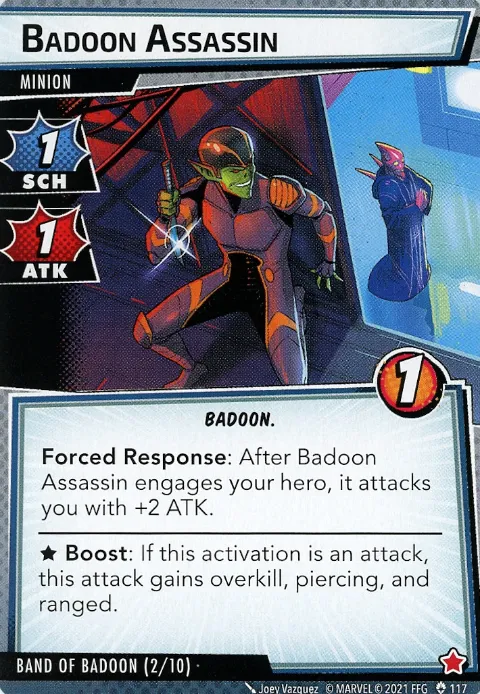 BADOON ASSASSIN
MINION
1
SCH
1
ATK
1
BADOON.
Forced Response: After Badoon
Assassin engages your hero, it attacks
you with +2 ATK.
★ Boost: If this activation is an attack,
this attack gains overkill, piercing, and
ranged.
BAND OF BADOON (2/10)
Joey Vazquez © MARVEL © 2021 FFG 117